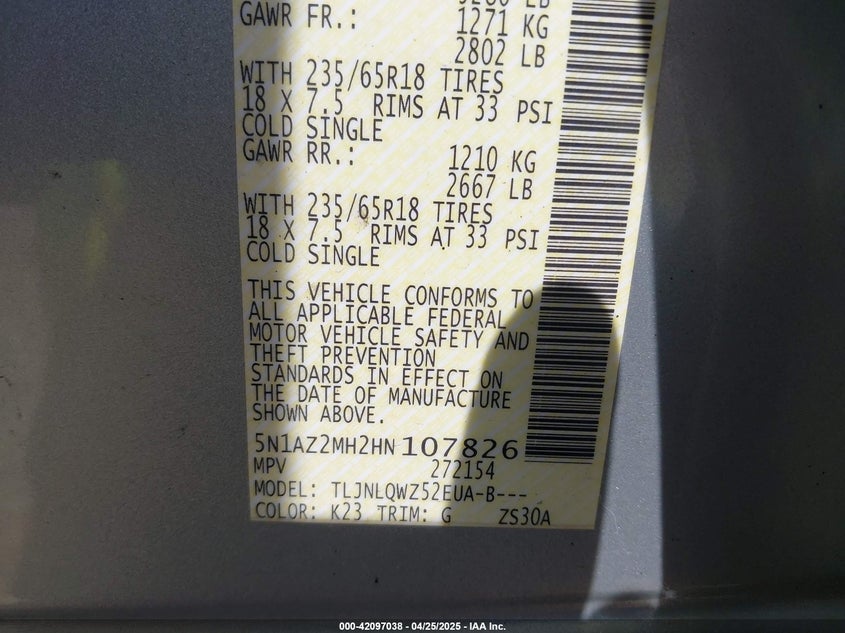 GAWR FR.: 1271 KG
2802 LB
WITH 235/65R18 TIRES
18 X 7.5 RIMS AT 33 PSI
COLD SINGLE
GAWR RR.: 1210 KG
2667 LB
WITH 235/65R18 TIRES
18 X 7.5 RIMS AT 33 PSI
COLD SINGLE
THIS VEHICLE CONFORMS TO
ALL APPLICABLE FEDERAL
MOTOR VEHICLE SAFETY AND
THEFT PREVENTION
STANDARDS IN EFFECT ON
THE DATE OF MANUFACTURE
SHOWN ABOVE.
5N1AZ2MH2HN107826
MPV 272154
MODEL: TLJNLQWZ52EUA-B---
COLOR: K23 TRIM: G ZS30A
000-42097038 - 04/25/2025 - IAA Inc.